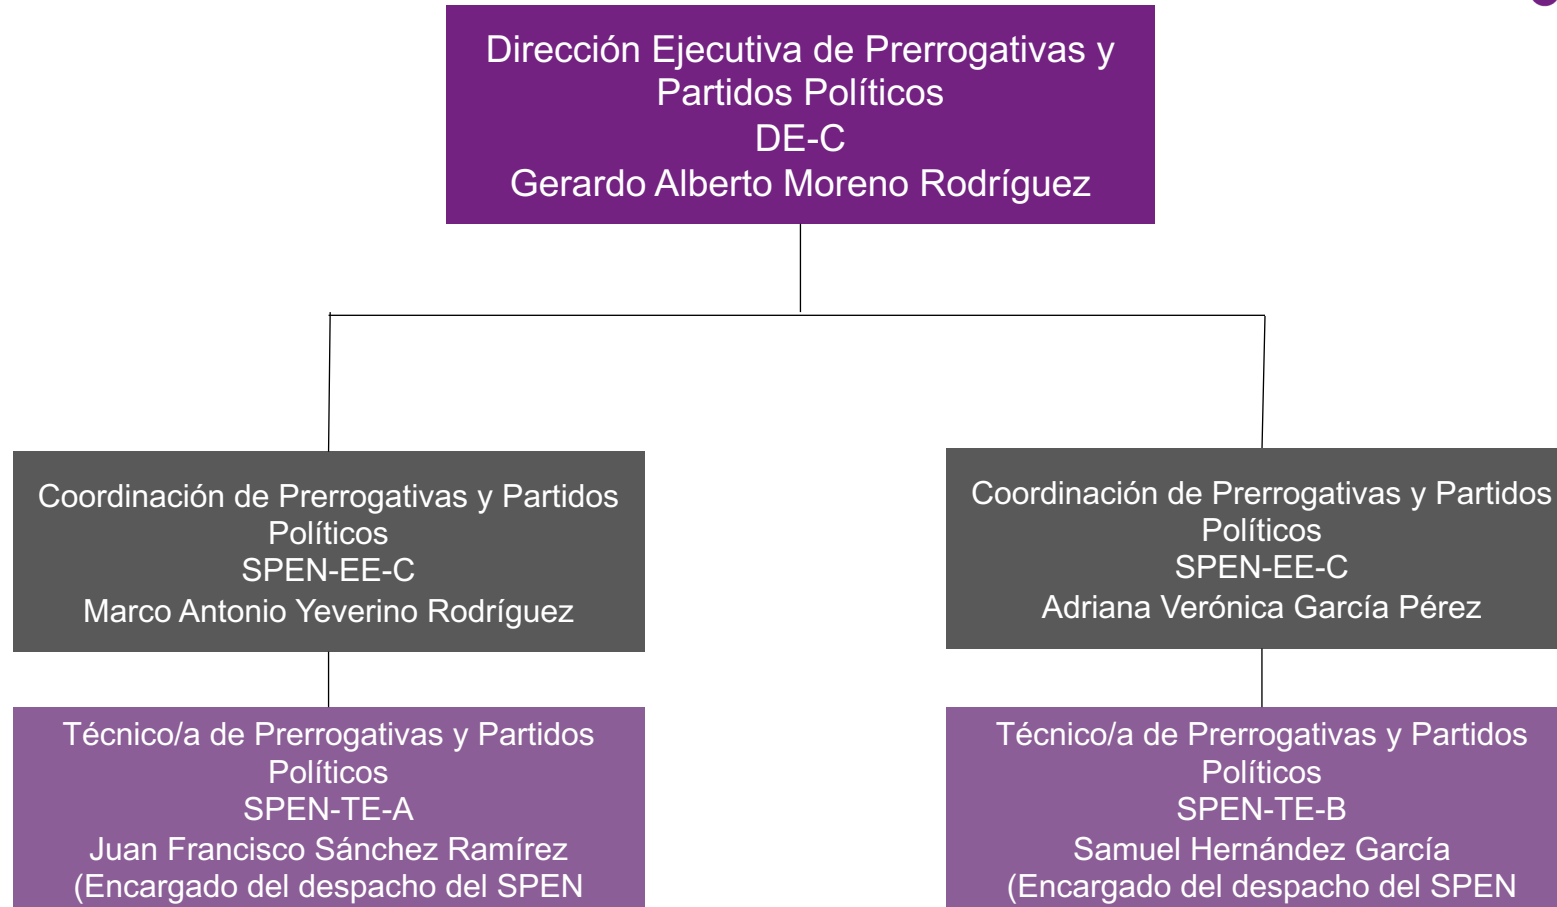 Dirección Ejecutiva de Prerrogativas y
Partidos Políticos
DE-C
Gerardo Alberto Moreno Rodríguez
Coordinación de Prerrogativas y Partidos
Políticos
SPEN-EE-C
Marco Antonio Yeverino Rodríguez
Coordinación de Prerrogativas y Partidos
Políticos
SPEN-EE-C
Adriana Verónica García Pérez
Técnico/a de Prerrogativas y Partidos
Políticos
SPEN-TE-A
Juan Francisco Sánchez Ramírez
(Encargado del despacho del SPEN
Técnico/a de Prerrogativas y Partidos
Políticos
SPEN-TE-B
Samuel Hernández García
(Encargado del despacho del SPEN